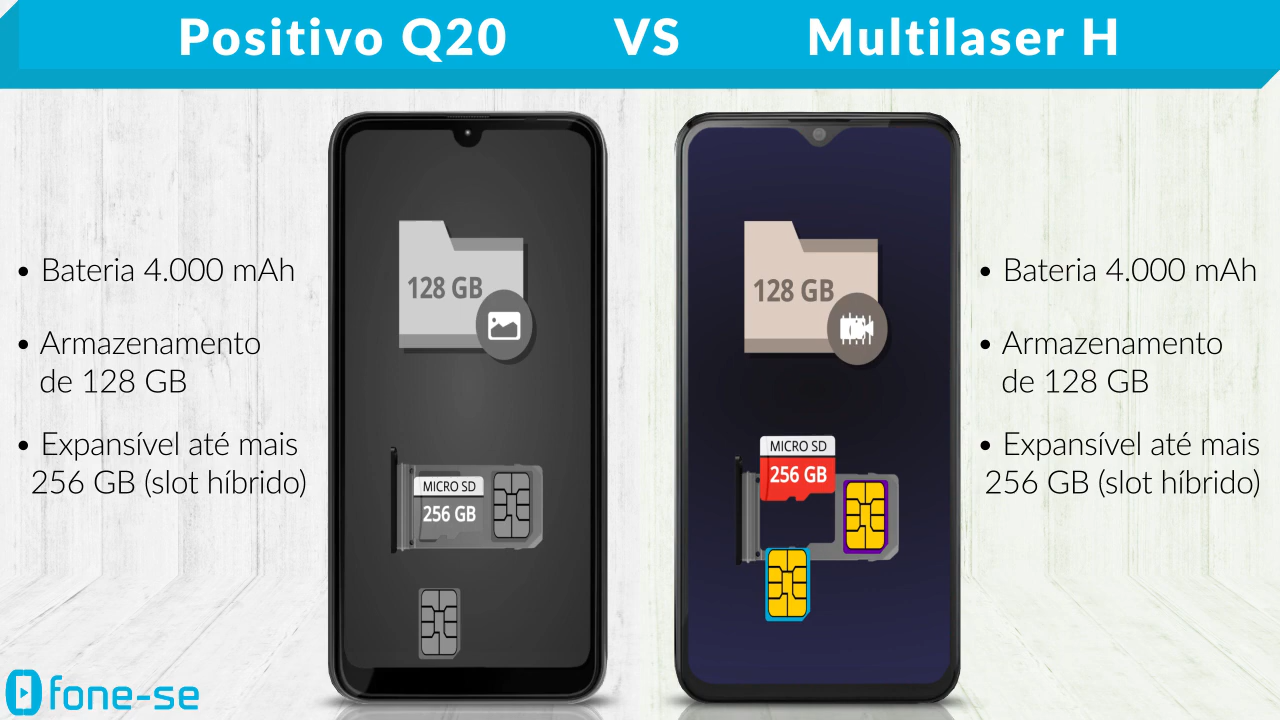 Positivo Q20 VS Multilaser H
• Bateria 4.000 mAh
• Armazenamento
de 128 GB
• Expansível até mais
256 GB (slot híbrido)
128 GB
MICRO SD
256 GB
128 GB
MICRO SD
256 GB
• Bateria 4.000 mAh
• Armazenamento
de 128 GB
• Expansível até mais
256 GB (slot híbrido)
fone-se